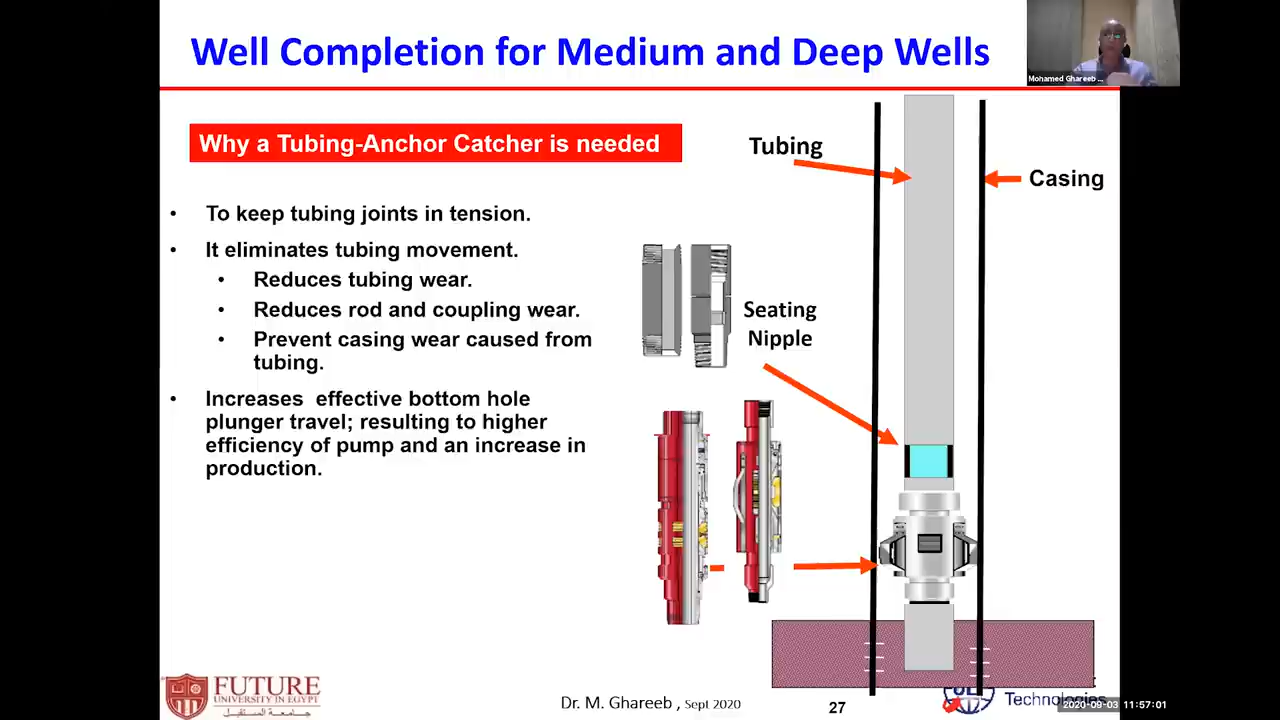 Well Completion for Medium and Deep Wells
Mohamed Ghareeb ...
Why a Tubing-Anchor Catcher is needed
• To keep tubing joints in tension.
• It eliminates tubing movement.
• Reduces tubing wear.
• Reduces rod and coupling wear.
• Prevent casing wear caused from
tubing.
• Increases effective bottom hole
plunger travel; resulting to higher
efficiency of pump and an increase in
production.
Tubing
Casing
Seating
Nipple
FUTURE
UNIVERSITY IN EGYPT
جامعة المستقبل
Dr. M. Ghareeb , Sept 2020
27
Technologies
2020-09-03 11:57:01